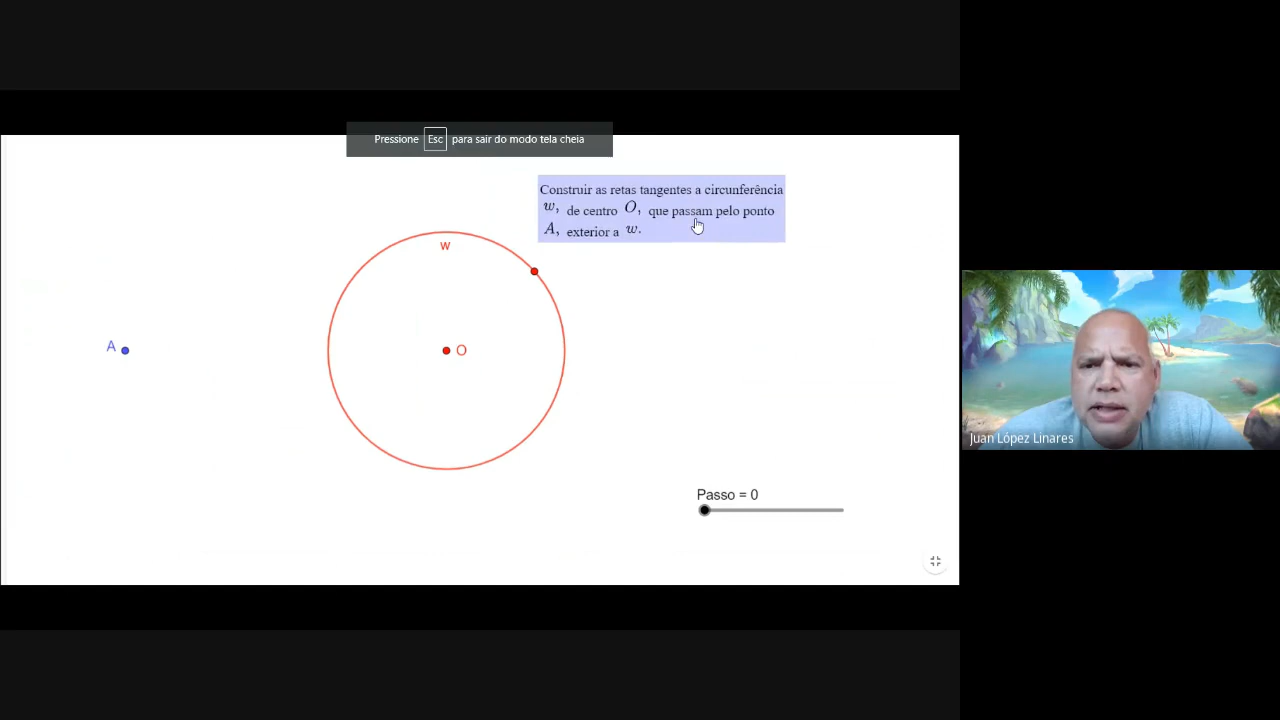 Pressione Esc para sair do modo tela cheia
Construir as retas tangentes a circunferência
w, de centro O, que passam pelo ponto
A, exterior a w.
w
A
O
Juan López Linares
Passo = 0